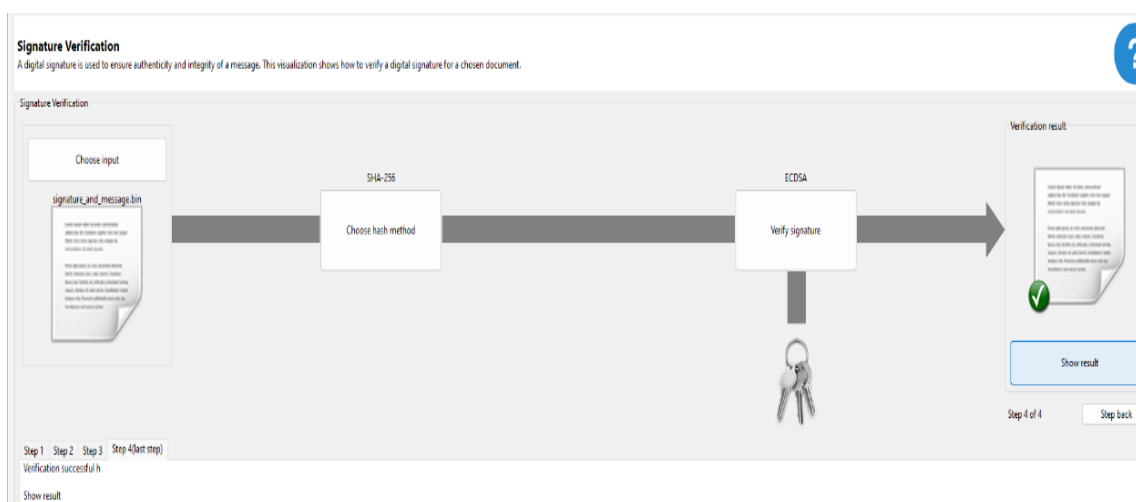 Signature Verification
A digital signature is used to ensure authenticity and integrity of a message. This visualization shows how to verify a digital signature for a chosen document.
?
Signature Verification
Choose input
signature_and_message.bin
SHA-256
Choose hash method
ECDSA
Verify signature
Verification result
Show result
Step 4 of 4
Step back
Step 1 Step 2 Step 3 Step 4(last step)
Verification successful h
Show result